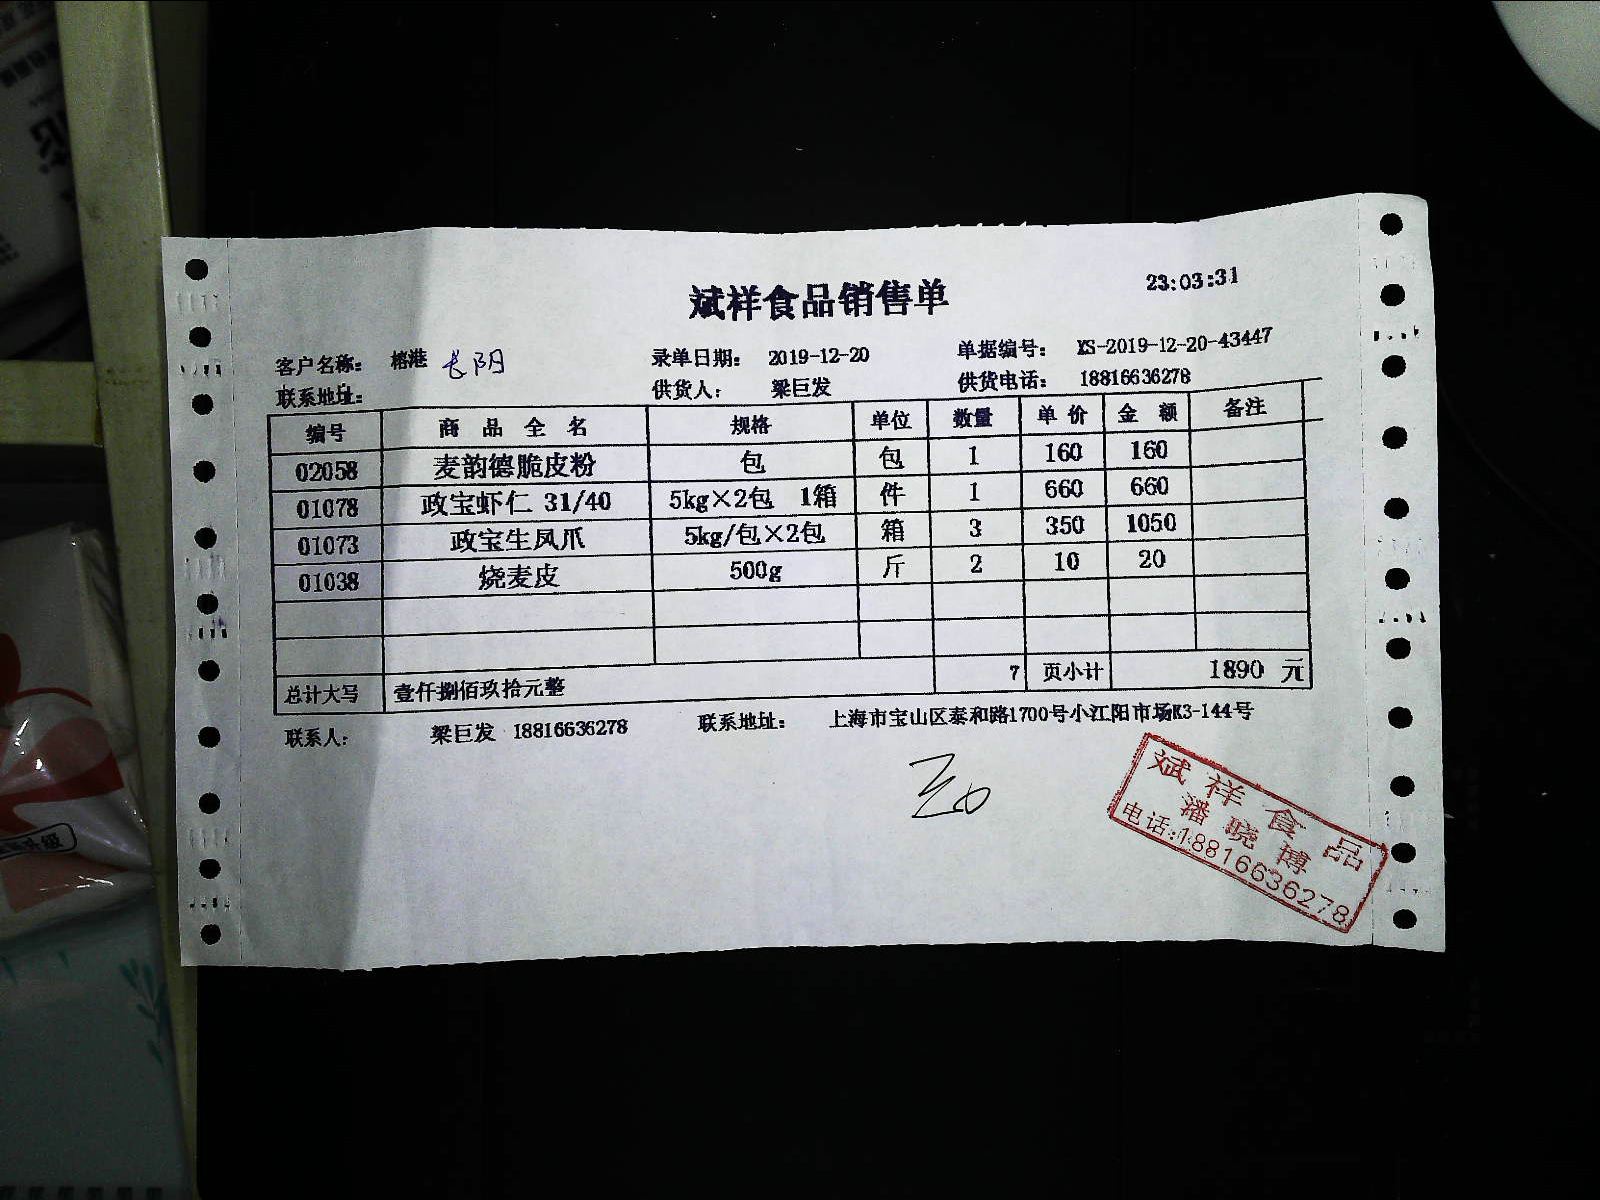 斌祥食品销售单
23:03:31
客户名称： 榕港 长阳 录单日期： 2019-12-20 单据编号： XS-2019-12-20-43447
联系地址： 供货人： 梁巨发 供货电话： 18816636278
编号 商品全名 规格 单位 数量 单价 金额 备注
02058 麦韵德脆皮粉 包 包 1 160 160
01078 政宝虾仁 31/40 5kg×2包 1箱 件 1 660 660
01073 政宝生凤爪 5kg/包×2包 箱 3 350 1050
01038 烧麦皮 500g 斤 2 10 20
总计大写 壹仟捌佰玖拾元整 7 页小计 1890 元
联系人： 梁巨发 18816636278 联系地址： 上海市宝山区泰和路1700号小江阳市场K3-144号
斌祥食品
潘晓博
电话:18816636278